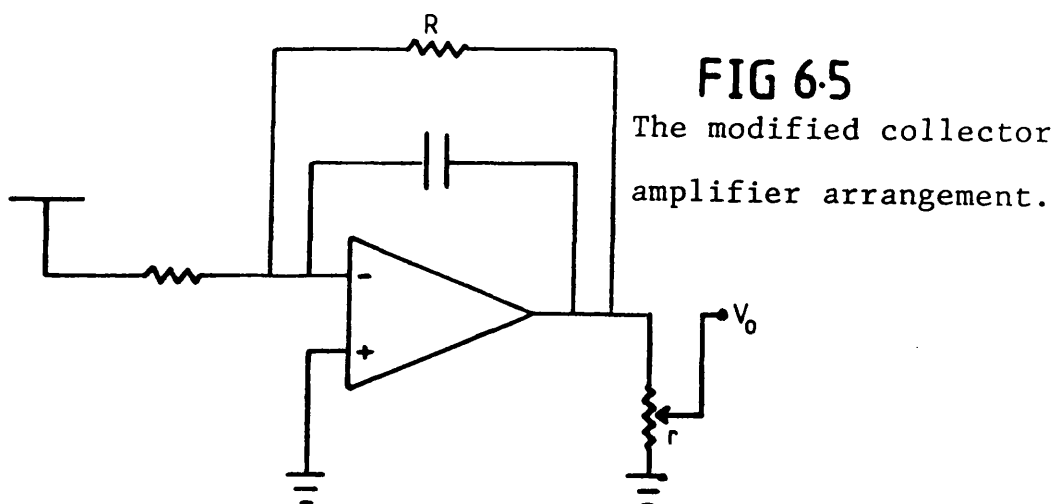 R
FIG 6·5
The modified collector
amplifier arrangement.
-
+
V₀
r